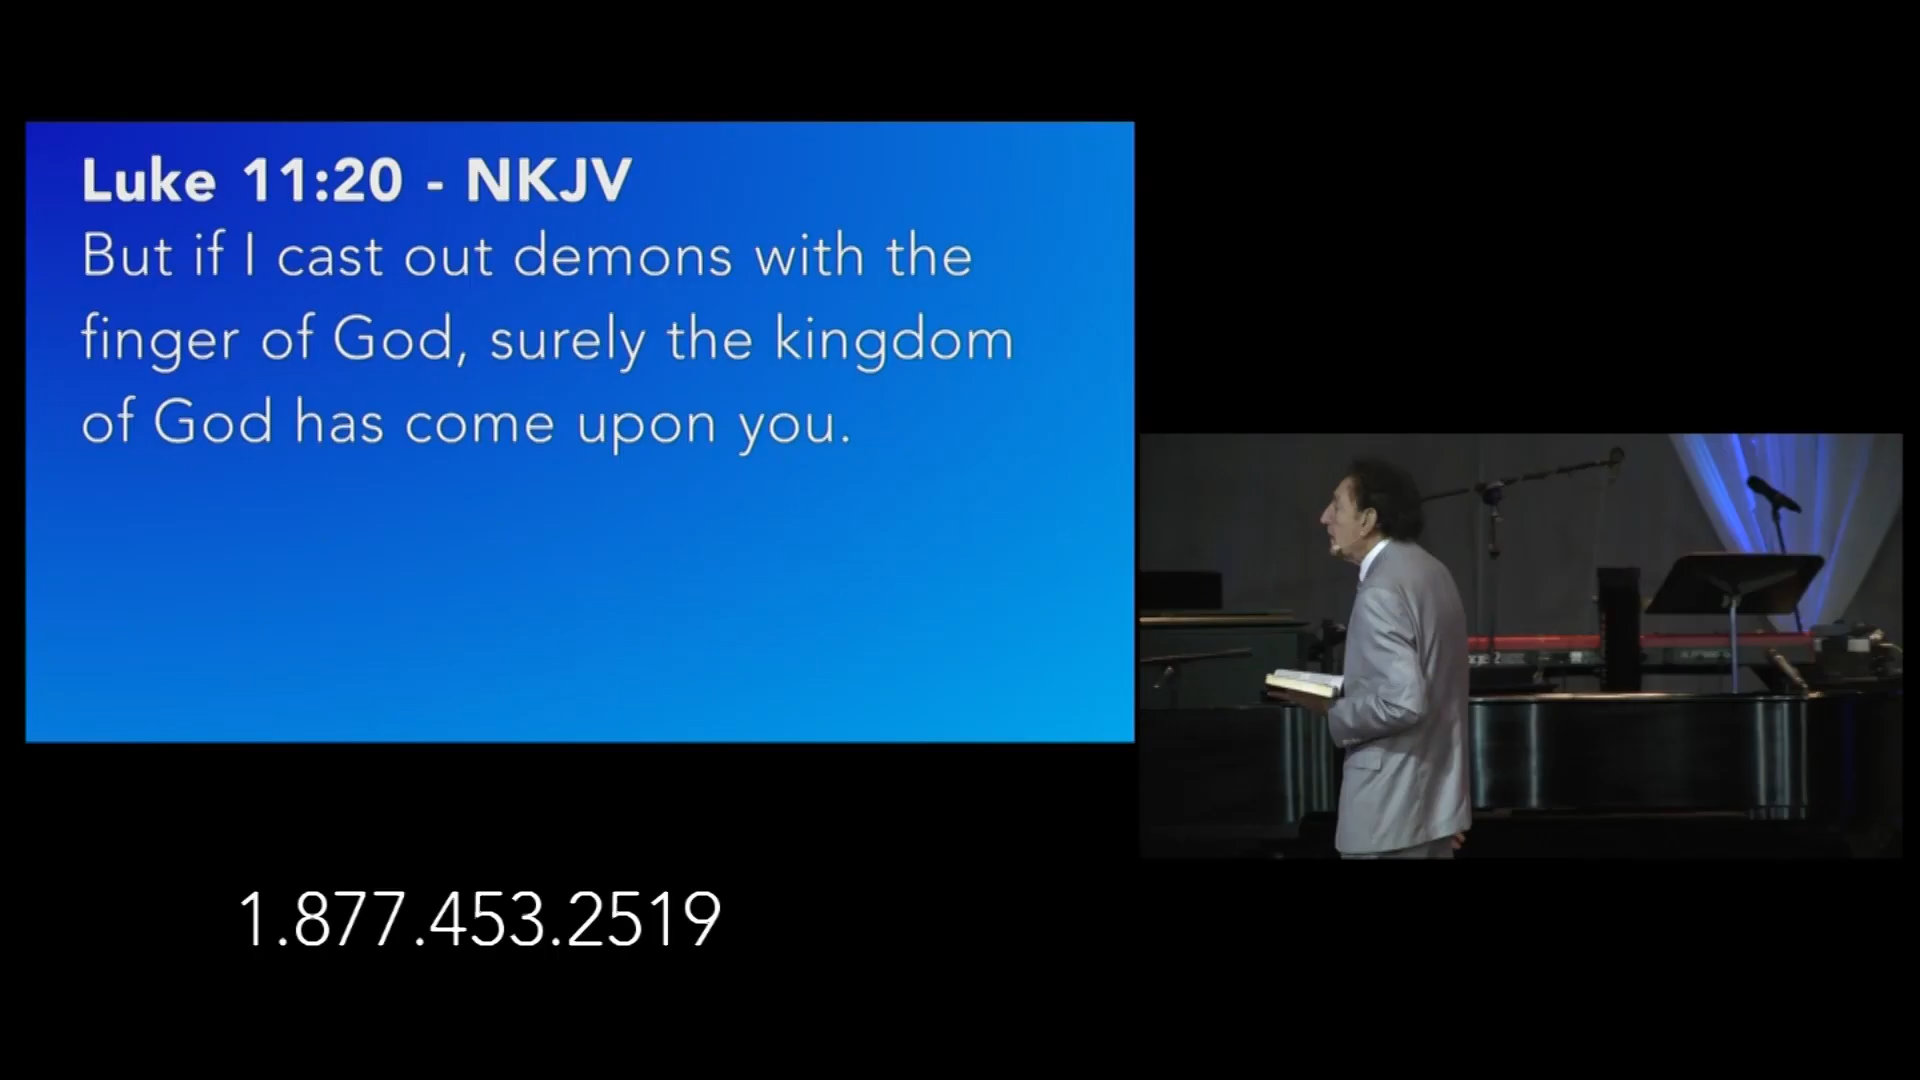 Luke 11:20 - NKJV
But if I cast out demons with the
finger of God, surely the kingdom
of God has come upon you.
1.877.453.2519